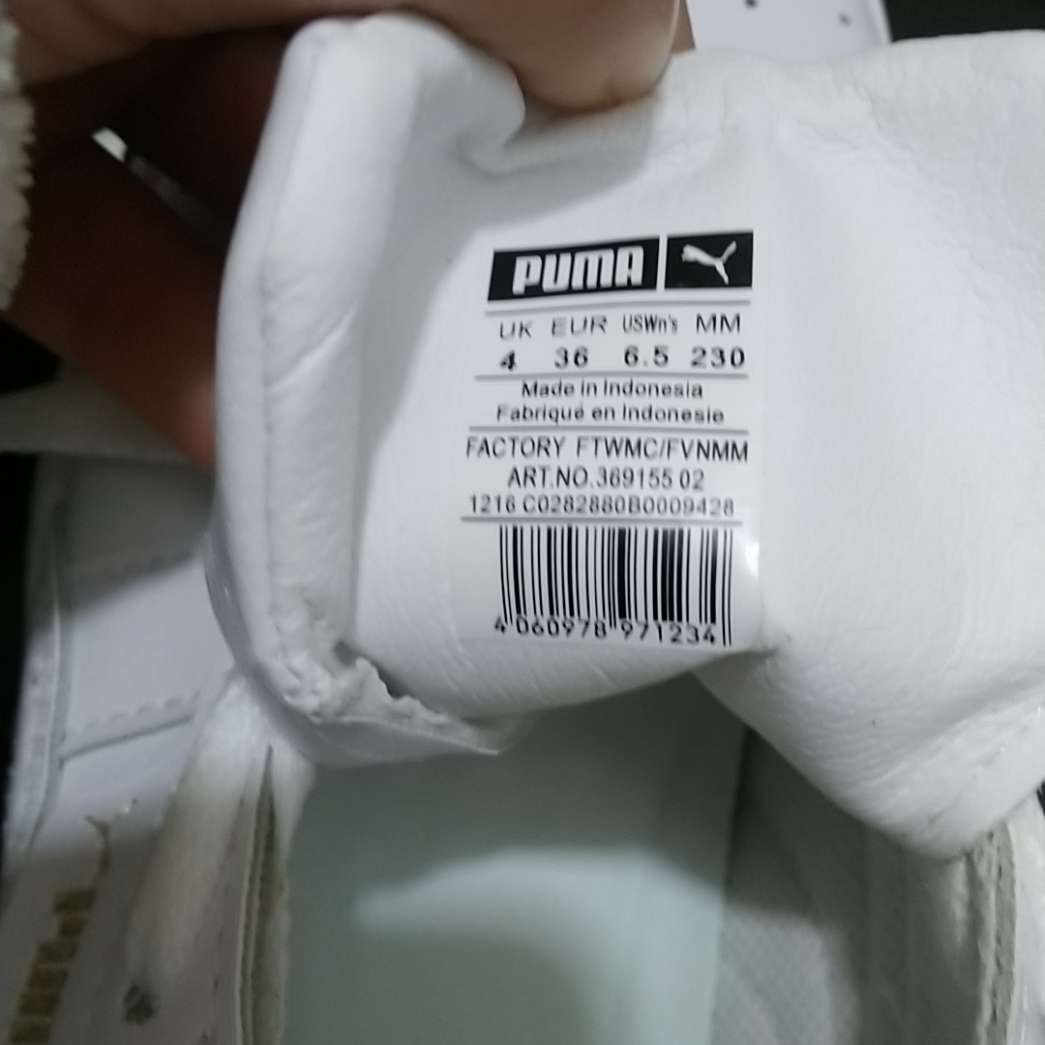 PUMA
UK EUR USWn's MM
4 36 6.5 230
Made in Indonesia
Fabriqué en Indonesie
FACTORY FTWMC/FVNMM
ART.NO.369155 02
1216 C0282880B0009428
4 060978 971234